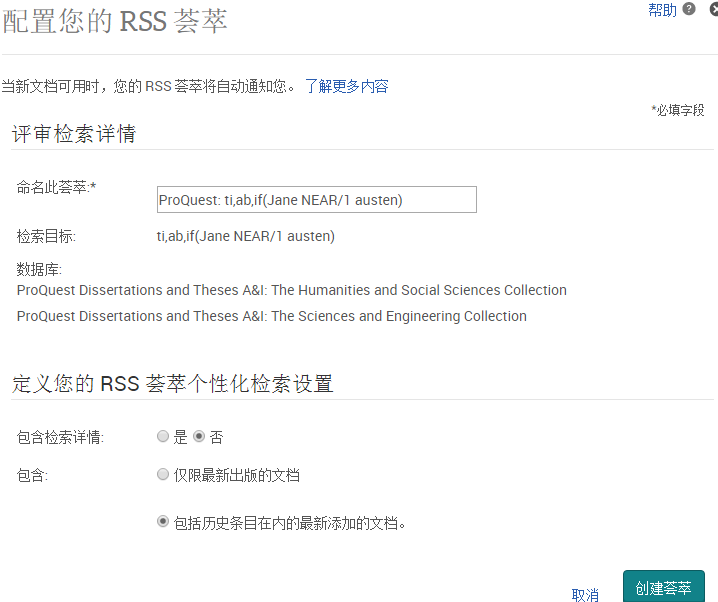 帮助
配置您的 RSS 荟萃
当新文档可用时，您的 RSS 荟萃将自动通知您。 了解更多内容
*必填字段
评审检索详情
命名此荟萃:*
ProQuest: ti,ab,if(Jane NEAR/1 austen)
检索目标: ti,ab,if(Jane NEAR/1 austen)
数据库:
ProQuest Dissertations and Theses A&I: The Humanities and Social Sciences Collection
ProQuest Dissertations and Theses A&I: The Sciences and Engineering Collection
定义您的 RSS 荟萃个性化检索设置
包含检索详情: 是 否
包含: 仅限最新出版的文档
包括历史条目在内的最新添加的文档。
取消 创建荟萃